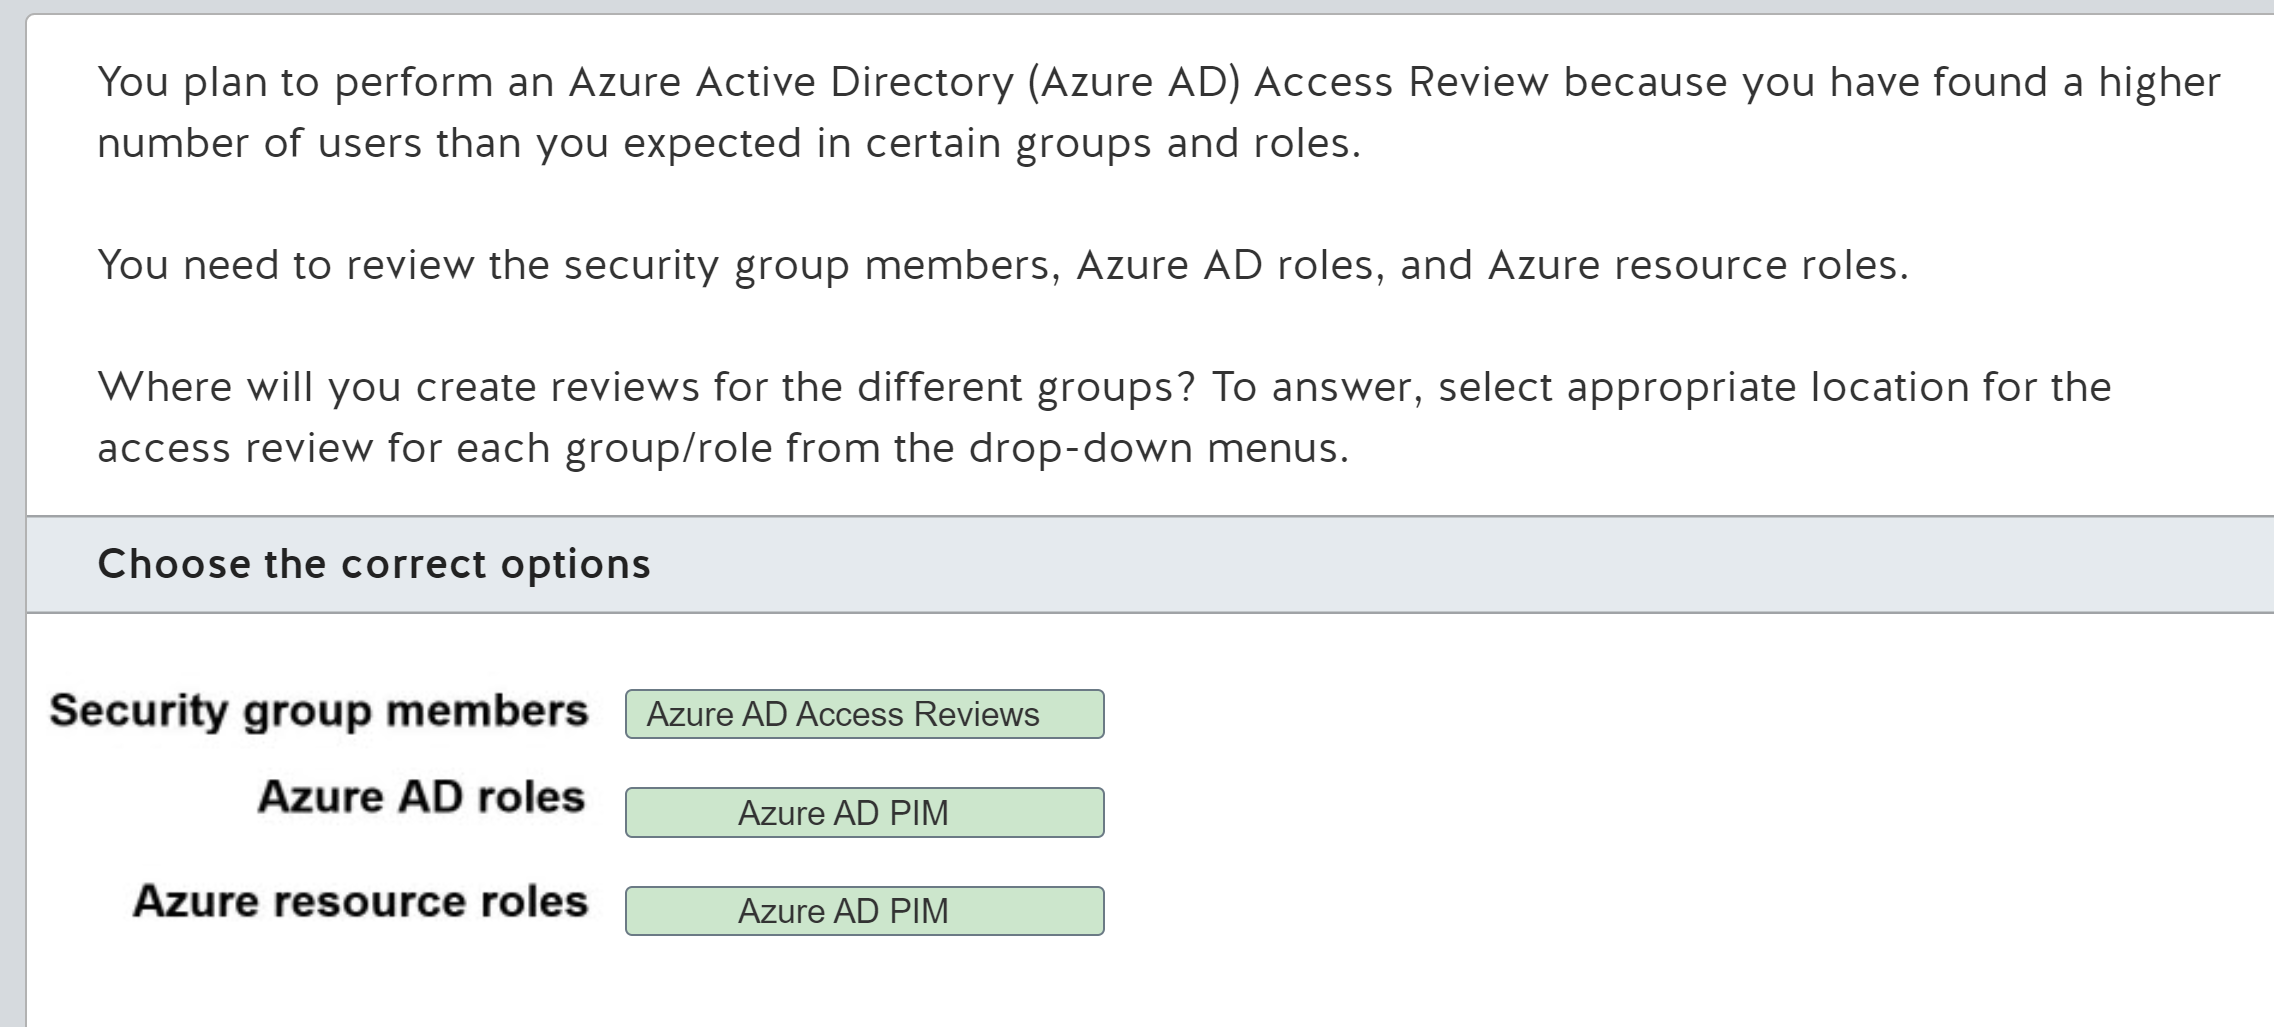 You plan to perform an Azure Active Directory (Azure AD) Access Review because you have found a higher
number of users than you expected in certain groups and roles.
You need to review the security group members, Azure AD roles, and Azure resource roles.
Where will you create reviews for the different groups? To answer, select appropriate location for the
access review for each group/role from the drop-down menus.
Choose the correct options
Security group members Azure AD Access Reviews
Azure AD roles Azure AD PIM
Azure resource roles Azure AD PIM